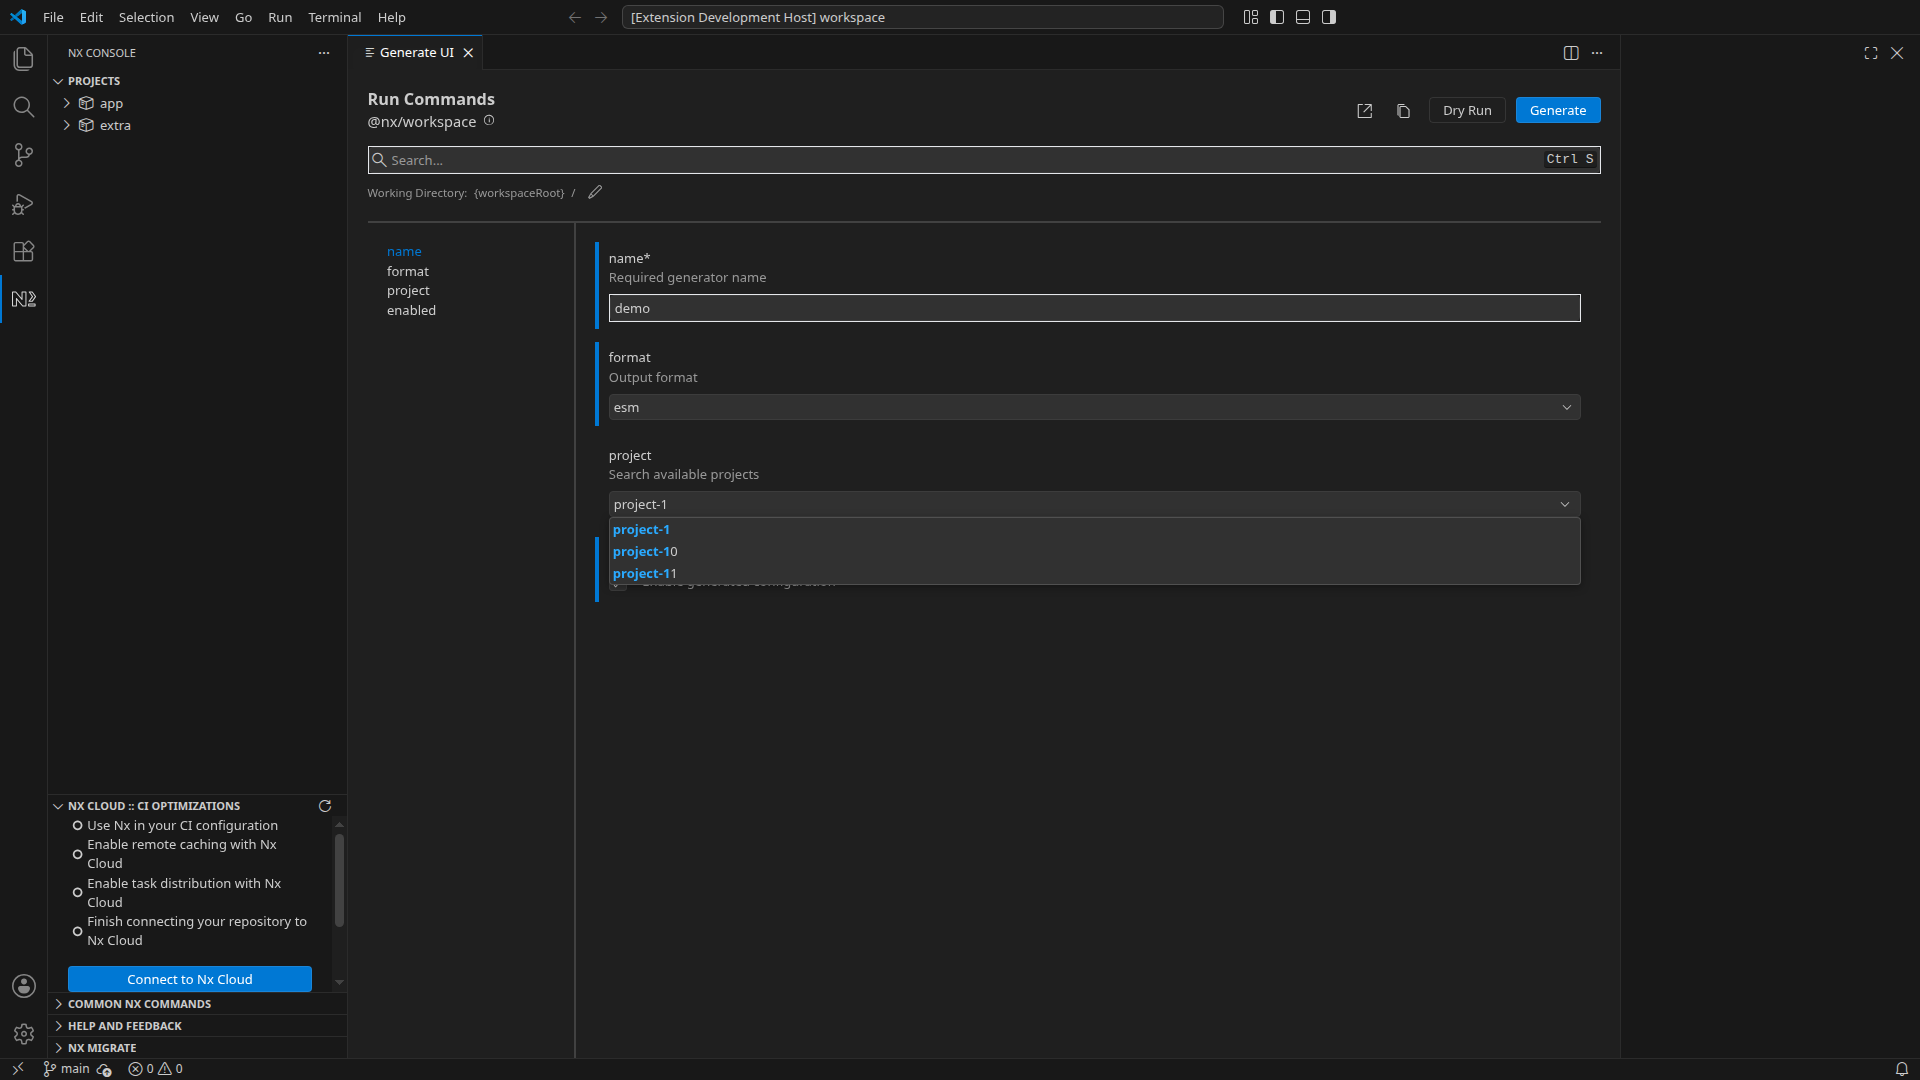 File Edit Selection View Go Run Terminal Help
[Extension Development Host] workspace
NX CONSOLE
PROJECTS
app
extra
Generate UI
Run Commands
@nx/workspace
Dry Run
Generate
Search...
Ctrl S
Working Directory: {workspaceRoot} /
name
format
project
enabled
name*
Required generator name
demo
format
Output format
esm
project
Search available projects
project-1
project-1
project-10
project-11
NX CLOUD :: CI OPTIMIZATIONS
Use Nx in your CI configuration
Enable remote caching with Nx
Cloud
Enable task distribution with Nx
Cloud
Finish connecting your repository to
Nx Cloud
Connect to Nx Cloud
COMMON NX COMMANDS
HELP AND FEEDBACK
NX MIGRATE
main
0
0